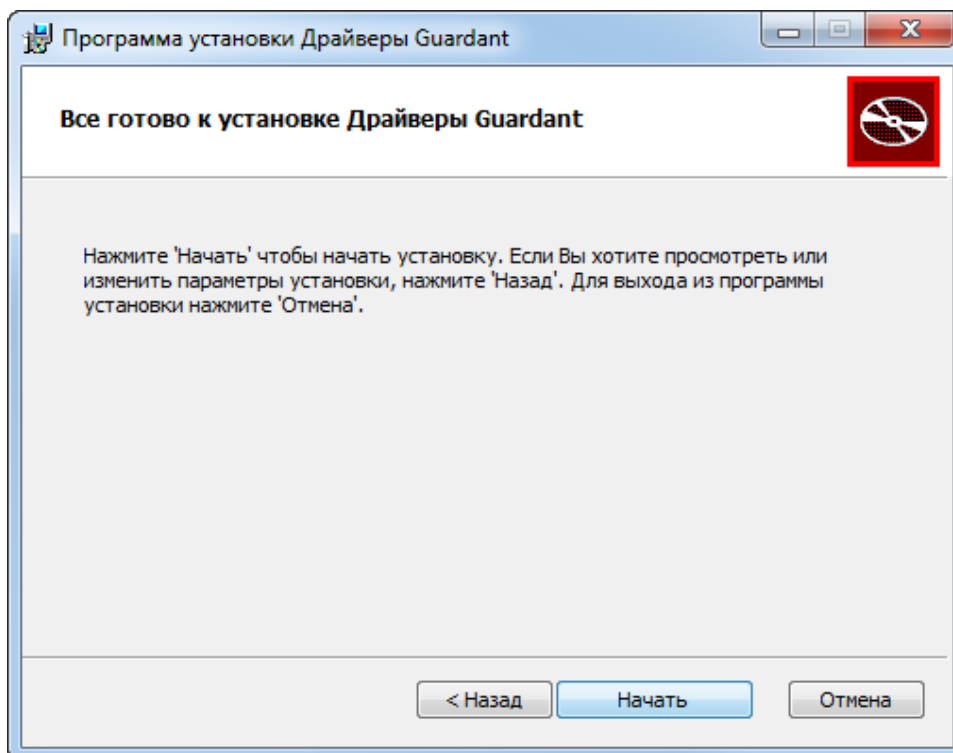 Программа установки Драйверы Guardant
Все готово к установке Драйверы Guardant
Нажмите 'Начать' чтобы начать установку. Если Вы хотите просмотреть или
изменить параметры установки, нажмите 'Назад'. Для выхода из программы
установки нажмите 'Отмена'.
< Назад
Начать
Отмена